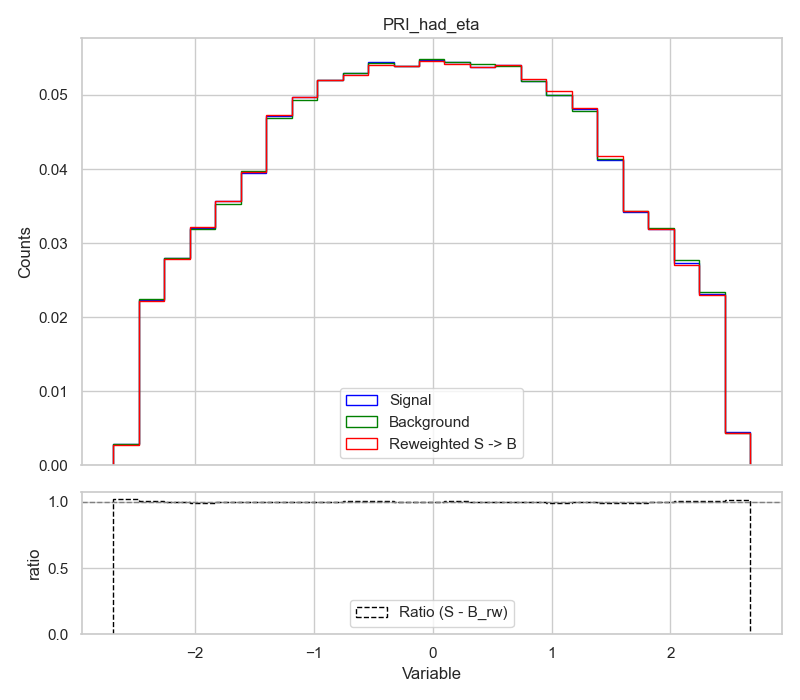 PRI_had_eta
0.05
0.04
0.03
0.02
0.01
0.00
Counts
Signal
Background
Reweighted S -> B
1.0
0.5
0.0
ratio
Ratio (S - B_rw)
−2 −1 0 1 2
Variable